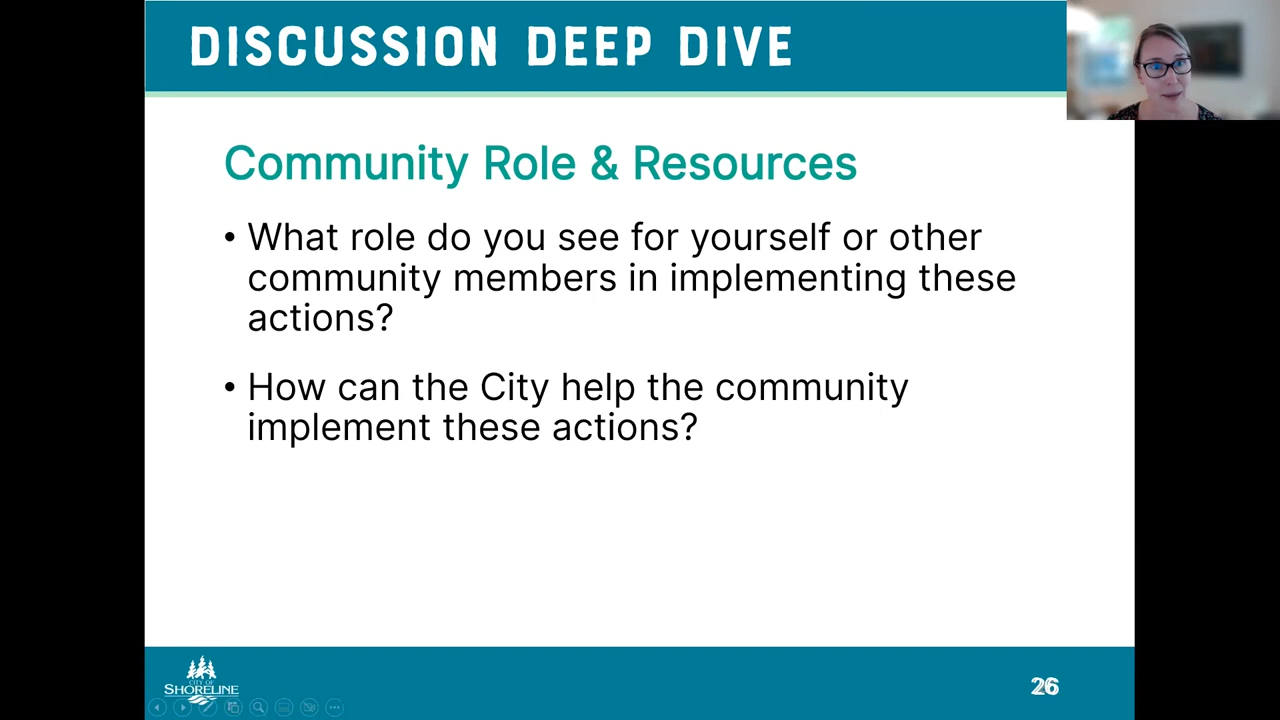 DISCUSSION DEEP DIVE
Community Role & Resources
• What role do you see for yourself or other
community members in implementing these
actions?
• How can the City help the community
implement these actions?
CITY OF
SHORELINE
26